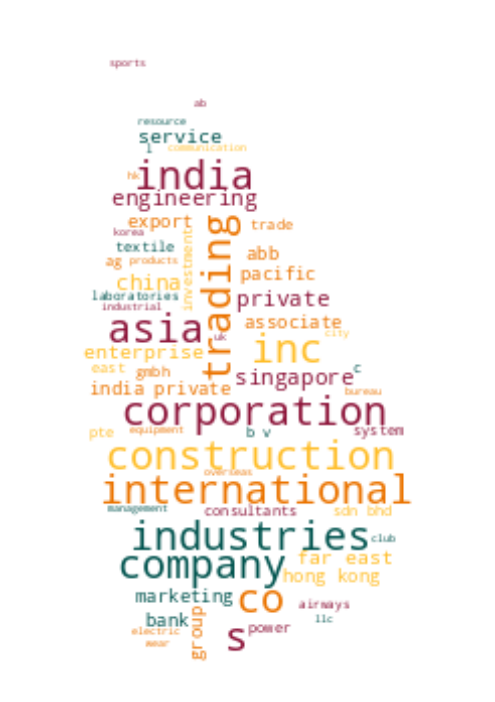 sports
ab
resource
service
l communication
hk india
engineering
export trade
korea
textile abb
ag products
investment
trading
pacific
china
laboratories private
industrial
asia associate
uk city
enterprise inc
east gmbh singapore c
india private bureau
corporation
pte equipment b v system
construction
overseas
international
management consultants sdn bhd
industries club
company far east
hong kong
marketing co
airways
bank llc
group
electric s power
wear